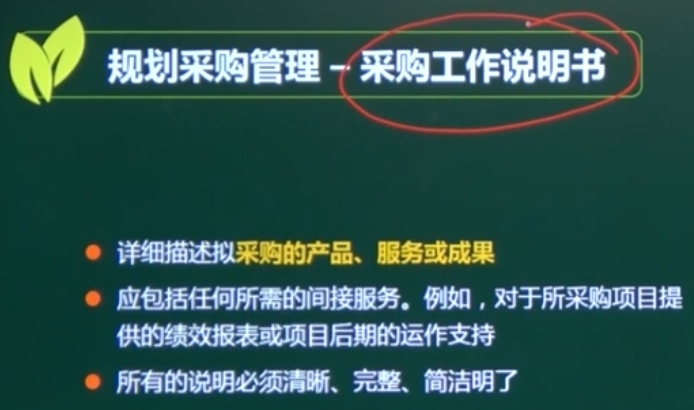 规划采购管理 – 采购工作说明书
详细描述拟采购的产品、服务或成果
应包括任何所需的间接服务。例如，对于所采购项目提
供的绩效报表或项目后期的运作支持
所有的说明必须清晰、完整、简洁明了